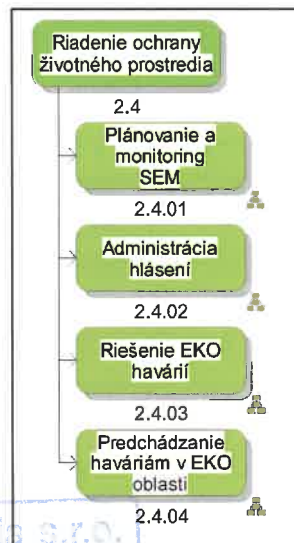 Riadenie ochrany
životného prostredia
2.4
Plánovanie a
monitoring
SEM
2.4.01
Administrácia
hlásení
2.4.02
Riešenie EKO
havárií
2.4.03
Predchádzanie
haváriám v EKO
oblasti
2.4.04
s.r.o.